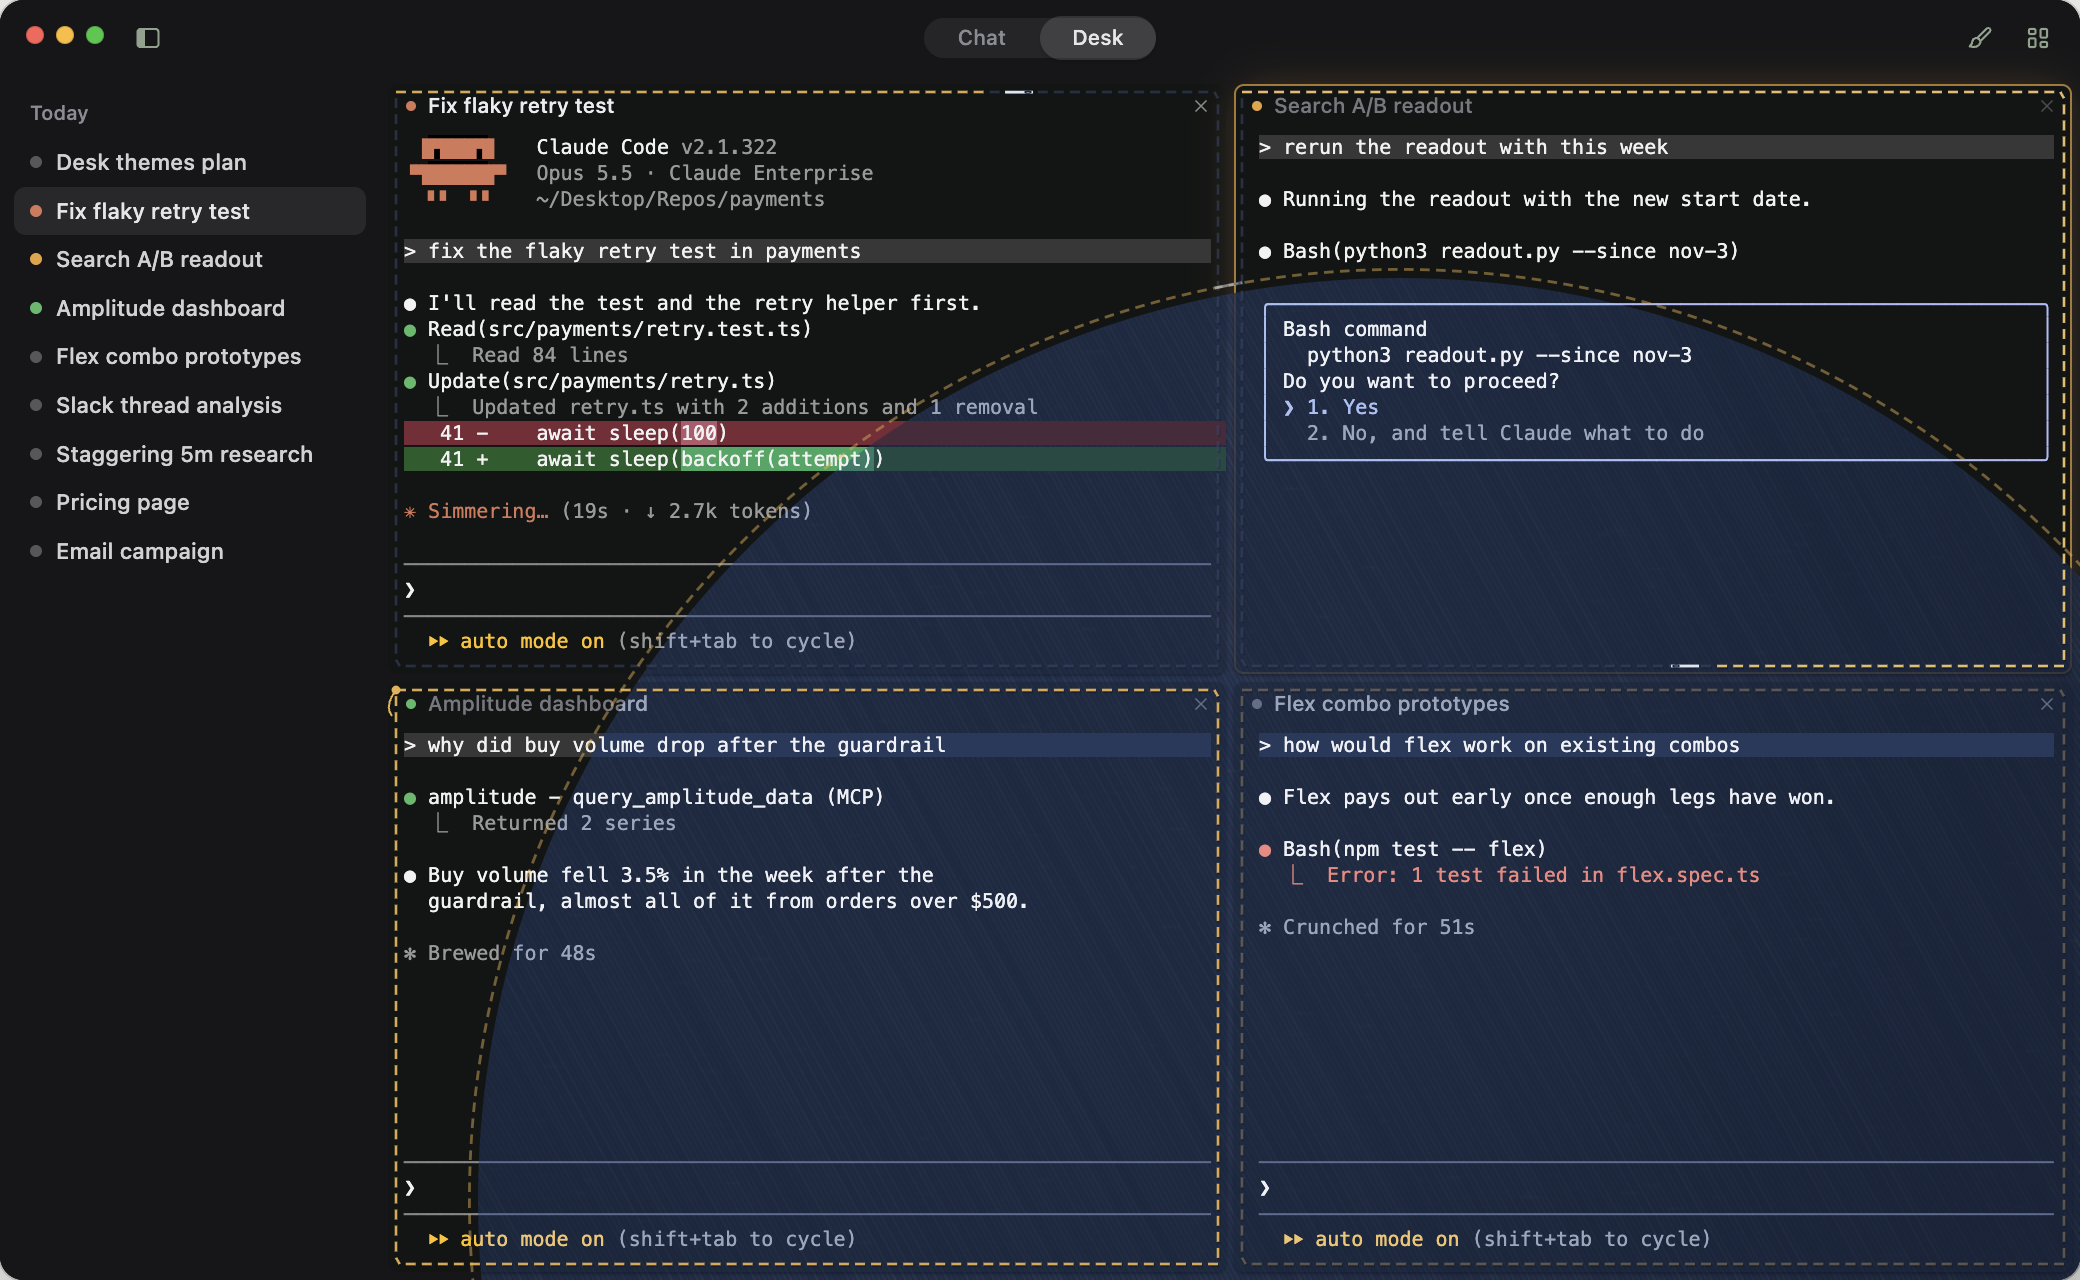 Chat
Desk
Today
Desk themes plan
Fix flaky retry test
Search A/B readout
Amplitude dashboard
Flex combo prototypes
Slack thread analysis
Staggering 5m research
Pricing page
Email campaign
Fix flaky retry test
Claude Code v2.1.322
Opus 5.5 · Claude Enterprise
~/Desktop/Repos/payments
> fix the flaky retry test in payments
● I'll read the test and the retry helper first.
● Read(src/payments/retry.test.ts)
⎿ Read 84 lines
● Update(src/payments/retry.ts)
⎿ Updated retry.ts with 2 additions and 1 removal
41 - await sleep(100)
41 + await sleep(backoff(attempt))
✳ Simmering… (19s · ↓ 2.7k tokens)
❯
⏵⏵ auto mode on (shift+tab to cycle)
Search A/B readout
> rerun the readout with this week
● Running the readout with the new start date.
● Bash(python3 readout.py --since nov-3)
Bash command
python3 readout.py --since nov-3
Do you want to proceed?
❯ 1. Yes
2. No, and tell Claude what to do
Amplitude dashboard
> why did buy volume drop after the guardrail
● amplitude - query_amplitude_data (MCP)
⎿ Returned 2 series
● Buy volume fell 3.5% in the week after the
guardrail, almost all of it from orders over $500.
✻ Brewed for 48s
❯
⏵⏵ auto mode on (shift+tab to cycle)
Flex combo prototypes
> how would flex work on existing combos
● Flex pays out early once enough legs have won.
● Bash(npm test -- flex)
⎿ Error: 1 test failed in flex.spec.ts
✻ Crunched for 51s
❯
⏵⏵ auto mode on (shift+tab to cycle)